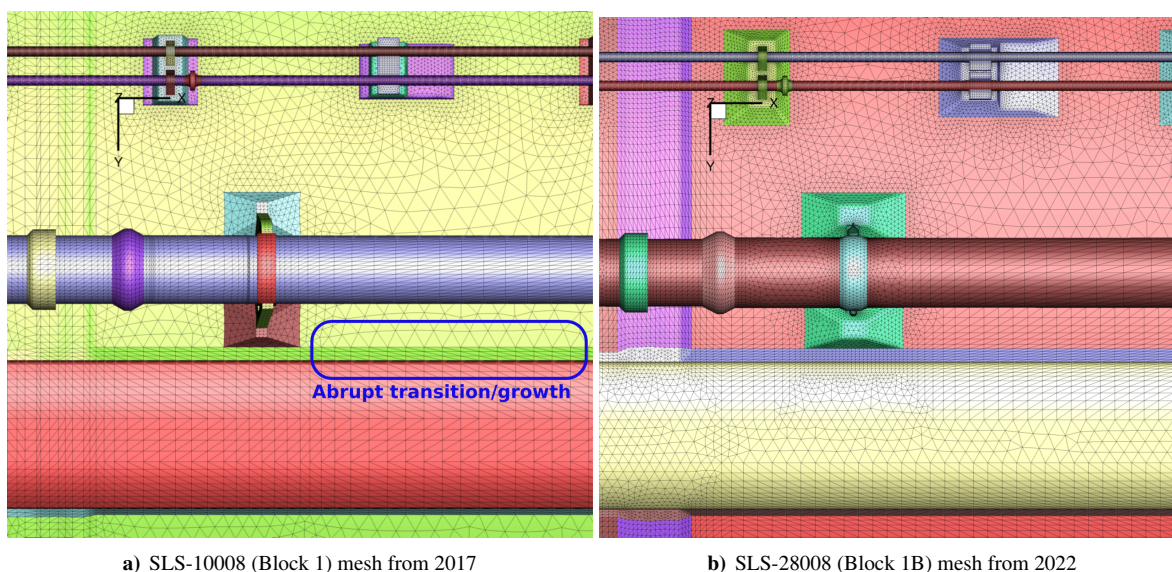 Z X
Y
Z X
Y
Abrupt transition/growth
a) SLS-10008 (Block 1) mesh from 2017
b) SLS-28008 (Block 1B) mesh from 2022